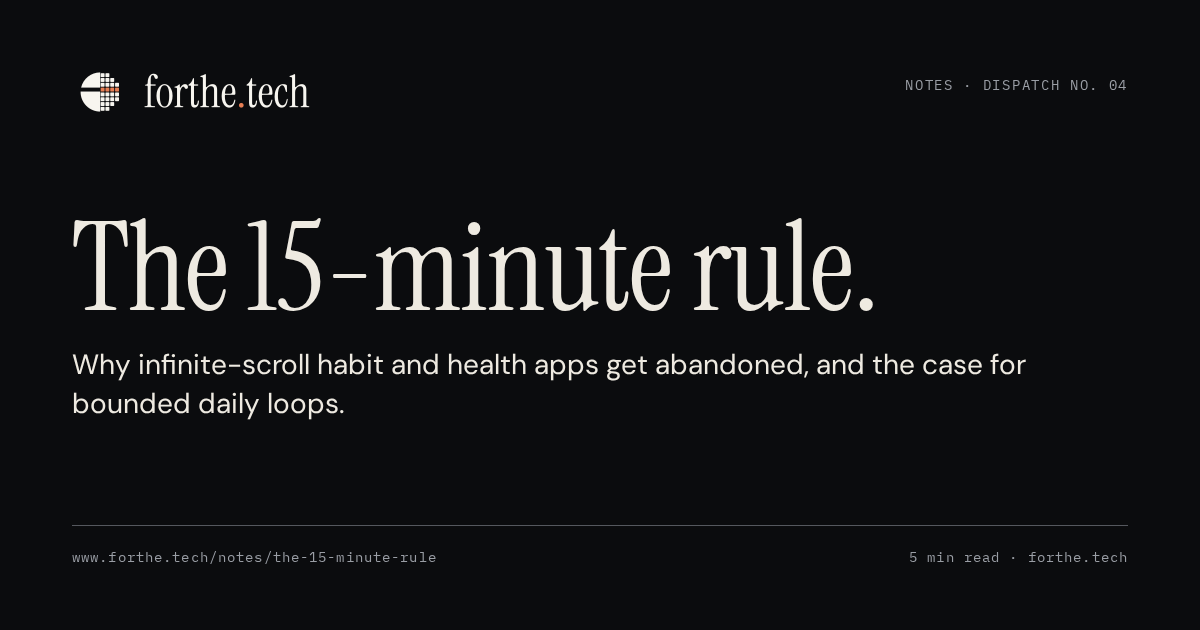 forthe.tech
NOTES · DISPATCH NO. 04
The 15-minute rule.
Why infinite-scroll habit and health apps get abandoned, and the case for
bounded daily loops.
www.forthe.tech/notes/the-15-minute-rule
5 min read · forthe.tech